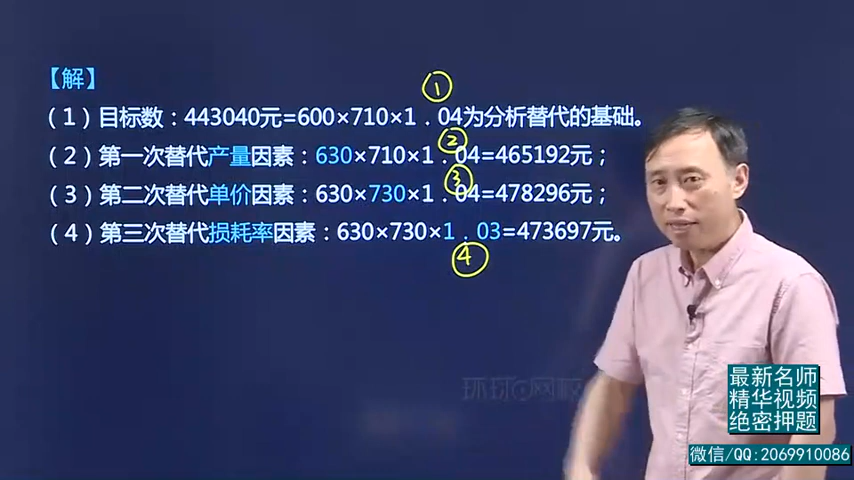 【解】
①
（1）目标数：443040元=600×710×1．04为分析替代的基础。
②
（2）第一次替代产量因素：630×710×1．04=465192元；
③
（3）第二次替代单价因素：630×730×1．04=478296元；
（4）第三次替代损耗率因素：630×730×1．03=473697元。
④
环球网校
最新名师
精华视频
绝密押题
微信/QQ:2069910086